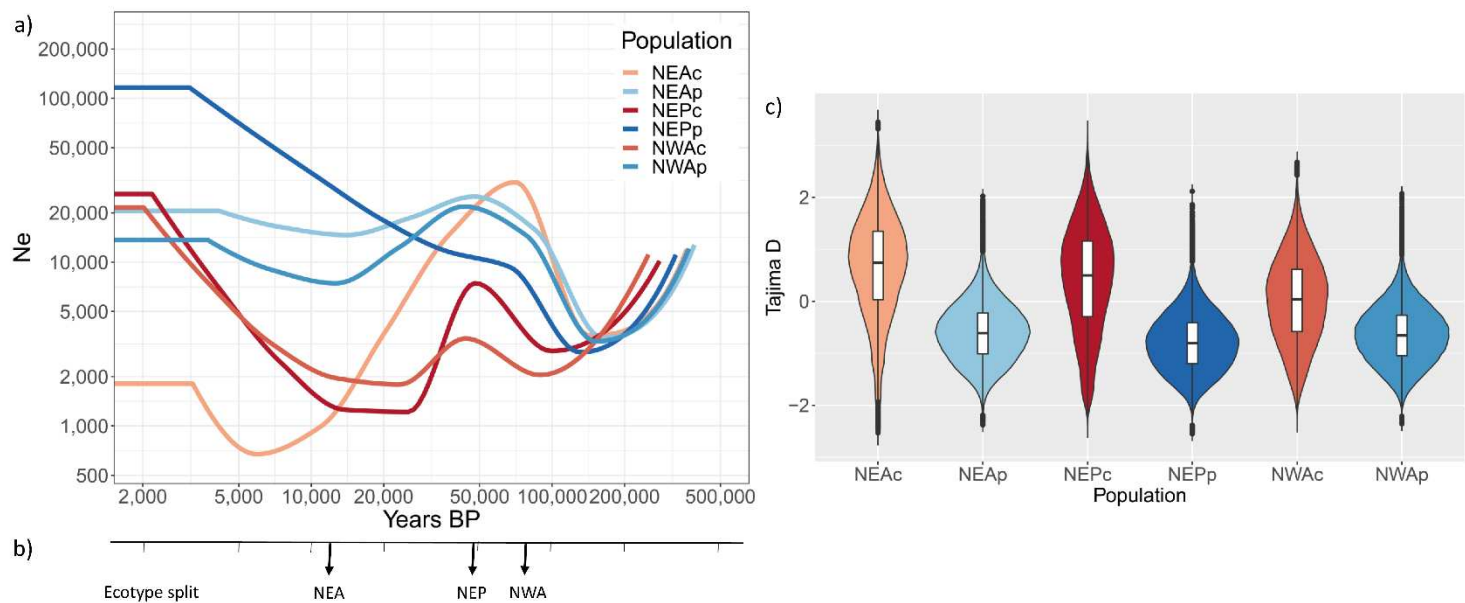 a)
200,000
100,000
50,000
20,000
10,000
5,000
2,000
1,000
500
Ne
2,000 5,000 10,000 20,000 50,000 100,000 200,000 500,000
Years BP
Population
NEAc
NEAp
NEPc
NEPp
NWAc
NWAp
b)
Ecotype split NEA NEP NWA
c)
2
0
−2
Tajima D
NEAc NEAp NEPc NEPp NWAc NWAp
Population